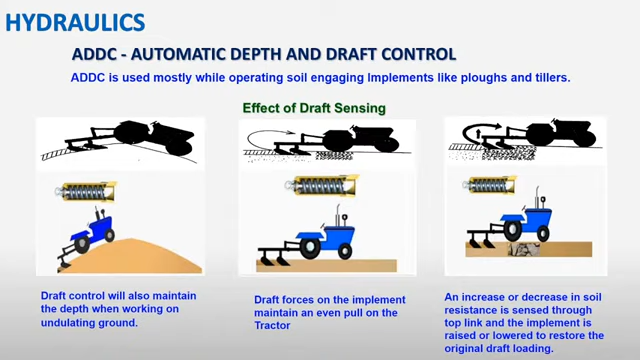 HYDRAULICS
ADDC - AUTOMATIC DEPTH AND DRAFT CONTROL
ADDC is used mostly while operating soil engaging Implements like ploughs and tillers.
Effect of Draft Sensing
Draft control will also maintain
the depth when working on
undulating ground.
Draft forces on the implement
maintain an even pull on the
Tractor
An increase or decrease in soil
resistance is sensed through
top link and the implement is
raised or lowered to restore the
original draft loading.